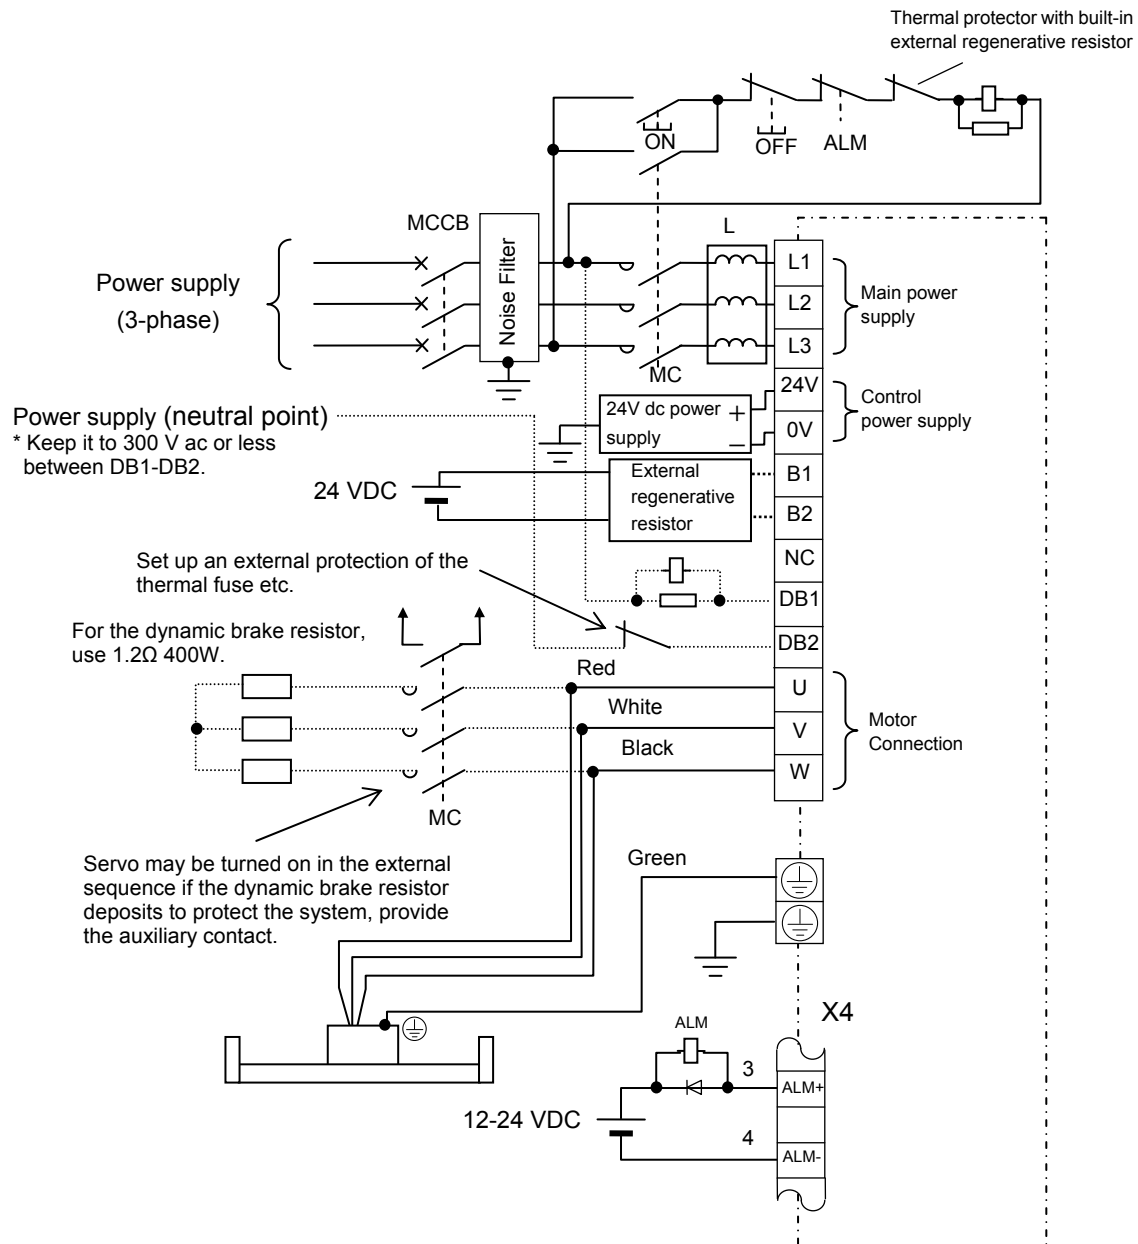 Thermal protector with built-in
external regenerative resistor
ON
OFF
ALM
MCCB
Noise Filter
L
Power supply
(3-phase)
L1
L2
L3
Main power
supply
MC
24V
0V
Control
power supply
24V dc power
supply
+
−
Power supply (neutral point)
* Keep it to 300 V ac or less
between DB1-DB2.
24 VDC
External
regenerative
resistor
B1
B2
NC
DB1
DB2
Set up an external protection of the
thermal fuse etc.
For the dynamic brake resistor,
use 1.2Ω 400W.
Red
White
Black
U
V
W
Motor
Connection
MC
Servo may be turned on in the external
sequence if the dynamic brake resistor
deposits to protect the system, provide
the auxiliary contact.
Green
X4
ALM
3
ALM+
12-24 VDC
4
ALM-